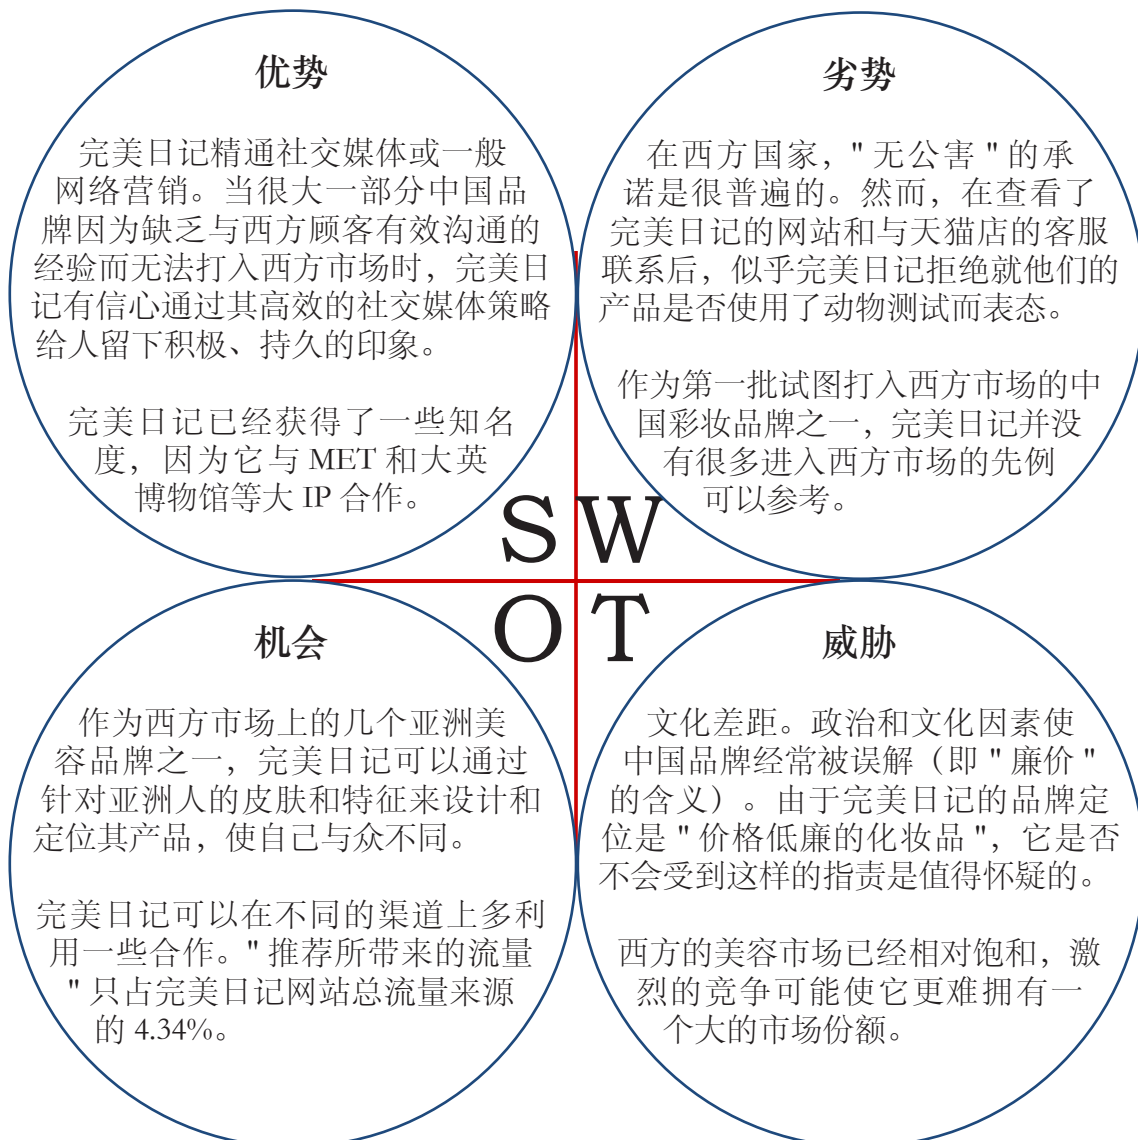 优势
完美日记精通社交媒体或一般
网络营销。当很大一部分中国品
牌因为缺乏与西方顾客有效沟通的
经验而无法打入西方市场时，完美日
记有信心通过其高效的社交媒体策略
给人留下积极、持久的印象。
完美日记已经获得了一些知名
度，因为它与 MET 和大英
博物馆等大 IP 合作。
劣势
在西方国家，" 无公害 " 的承
诺是很普遍的。然而，在查看了
完美日记的网站和与天猫店的客服
联系后，似乎完美日记拒绝就他们的
产品是否使用了动物测试而表态。
作为第一批试图打入西方市场的中
国彩妆品牌之一，完美日记并没
有很多进入西方市场的先例
可以参考。
S W
O T
机会
作为西方市场上的几个亚洲美
容品牌之一，完美日记可以通过
针对亚洲人的皮肤和特征来设计和
定位其产品，使自己与众不同。
完美日记可以在不同的渠道上多利
用一些合作。" 推荐所带来的流量
" 只占完美日记网站总流量来源
的 4.34%。
威胁
文化差距。政治和文化因素使
中国品牌经常被误解（即 " 廉价 "
的含义）。由于完美日记的品牌定
位是 " 价格低廉的化妆品 "，它是否
不会受到这样的指责是值得怀疑的。
西方的美容市场已经相对饱和，激
烈的竞争可能使它更难拥有一
个大的市场份额。